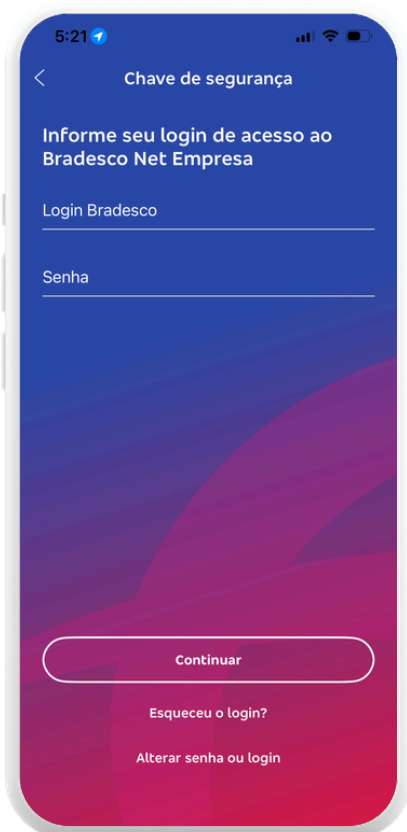 5:21
Chave de segurança
Informe seu login de acesso ao
Bradesco Net Empresa
Login Bradesco
Senha
Continuar
Esqueceu o login?
Alterar senha ou login